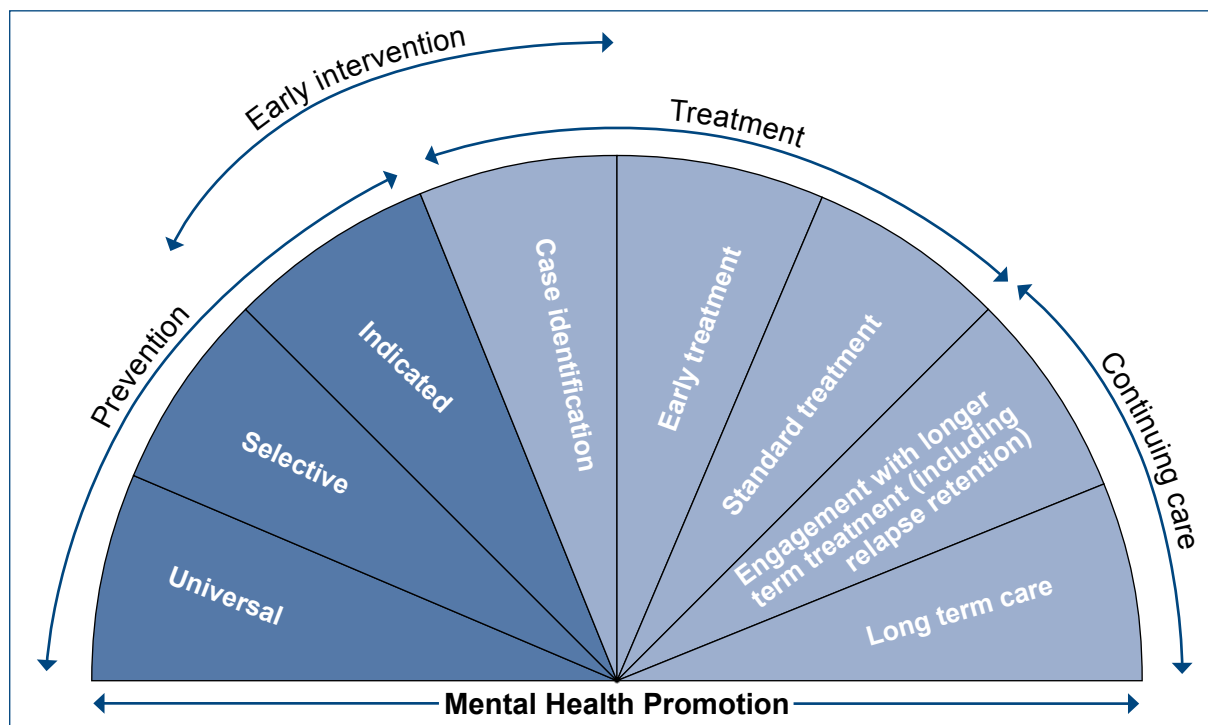 Early intervention
Treatment
Prevention
Continuing care
Universal
Selective
Indicated
Case identification
Early treatment
Standard treatment
Engagement with longer
term treatment (including
relapse retention)
Long term care
Mental Health Promotion